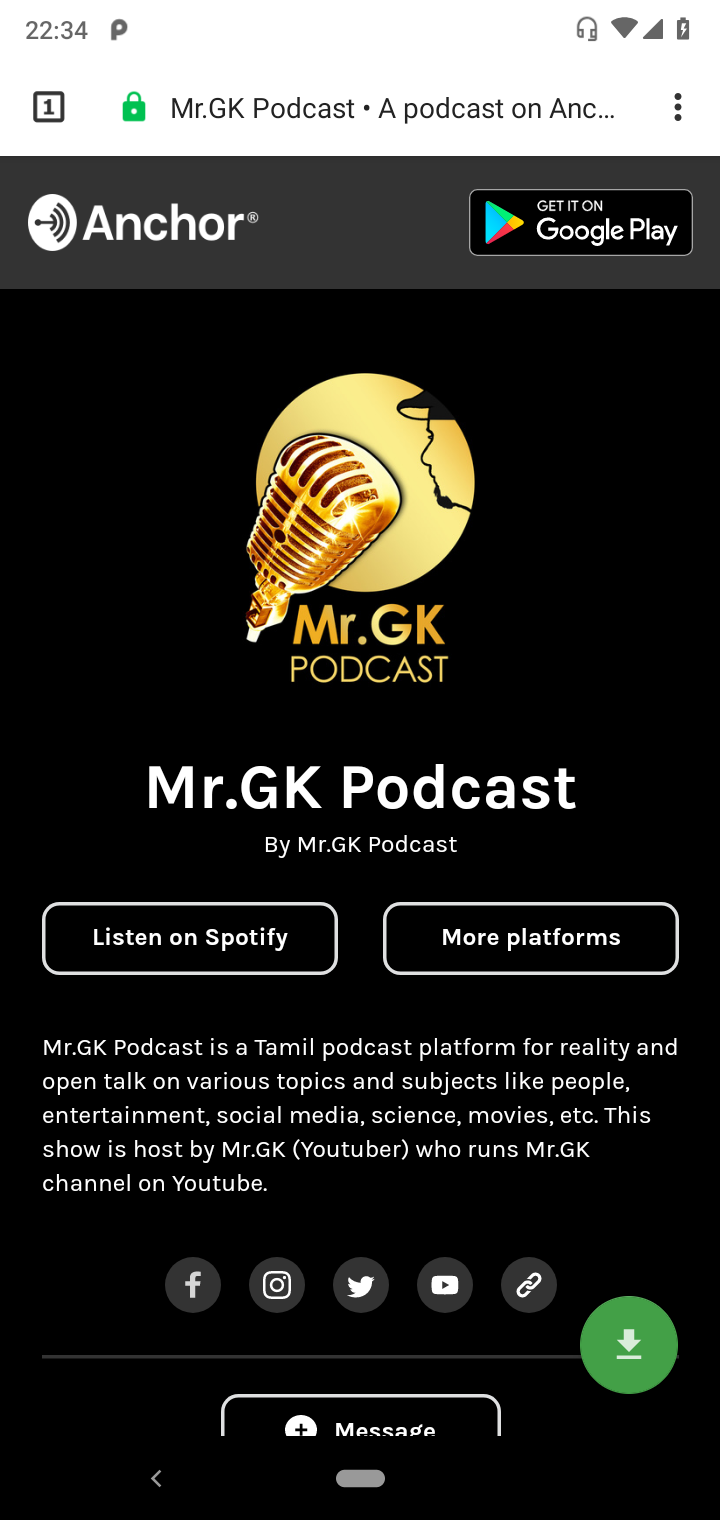 22:34
1
Mr.GK Podcast • A podcast on Anc...
Anchor®
GET IT ON
Google Play
Mr.GK
PODCAST
Mr.GK Podcast
By Mr.GK Podcast
Listen on Spotify
More platforms
Mr.GK Podcast is a Tamil podcast platform for reality and
open talk on various topics and subjects like people,
entertainment, social media, science, movies, etc. This
show is host by Mr.GK (Youtuber) who runs Mr.GK
channel on Youtube.
Message